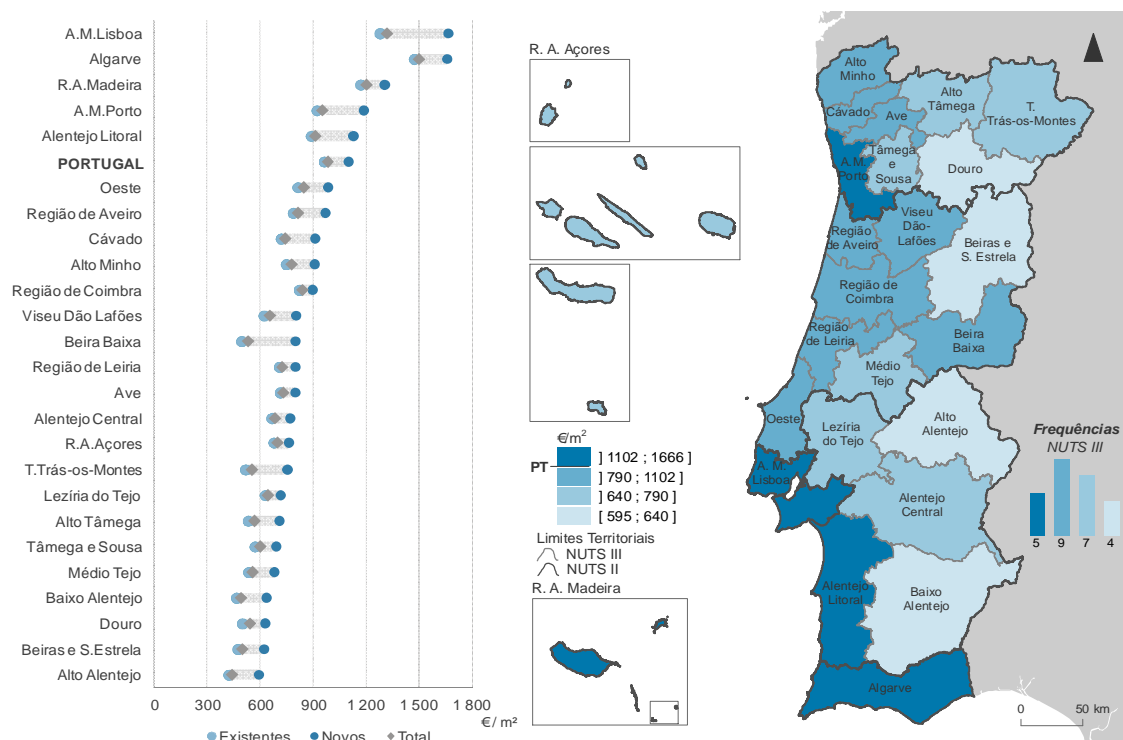 A.M.Lisboa
Algarve
R.A.Madeira
A.M.Porto
Alentejo Litoral
PORTUGAL
Oeste
Região de Aveiro
Cávado
Alto Minho
Região de Coimbra
Viseu Dão Lafões
Beira Baixa
Região de Leiria
Ave
Alentejo Central
R.A.Açores
T.Trás-os-Montes
Lezíria do Tejo
Alto Tâmega
Tâmega e Sousa
Médio Tejo
Baixo Alentejo
Douro
Beiras e S.Estrela
Alto Alentejo
0 300 600 900 1 200 1 500 1 800
€/ m²
Existentes Novos Total
R. A. Açores
€/m²
PT
] 1102 ; 1666 ]
] 790 ; 1102 ]
] 640 ; 790 ]
[ 595 ; 640 ]
Limites Territoriais
NUTS III
NUTS II
R. A. Madeira
Alto
Minho
Alto
Tâmega
T.
Trás-os-Montes
Cávado
Ave
A.M.
Porto
Tâmega
e
Sousa
Douro
Viseu
Dão-
Lafões
Região
de Aveiro
Beiras e
S. Estrela
Região de
Coimbra
Região
de Leiria
Beira
Baixa
Médio
Tejo
Oeste
Lezíria
do Tejo
Alto
Alentejo
A. M.
Lisboa
Alentejo
Central
Alentejo
Litoral
Baixo
Alentejo
Algarve
Frequências
NUTS III
5 9 7 4
0 50 km